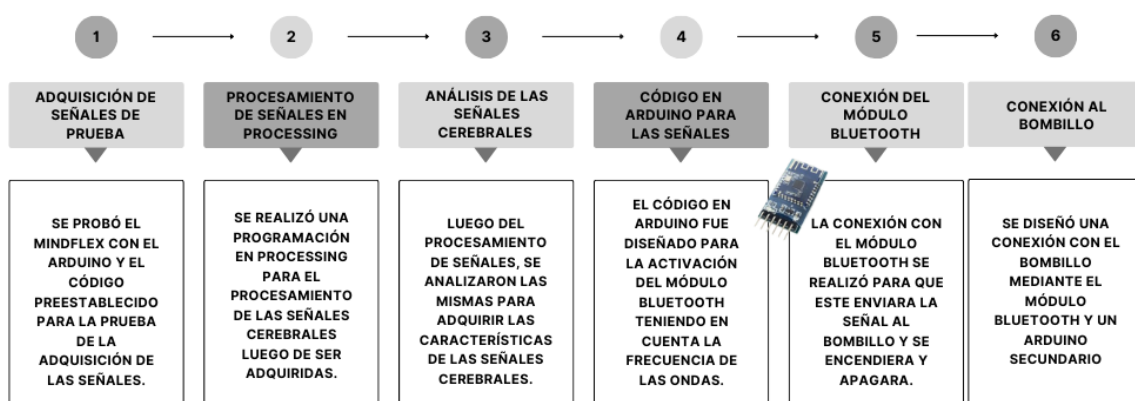 1
2
3
4
5
6
ADQUISICIÓN DE
SEÑALES DE
PRUEBA
PROCESAMIENTO
DE SEÑALES EN
PROCESSING
ANÁLISIS DE LAS
SEÑALES
CEREBRALES
CÓDIGO EN
ARDUINO PARA
LAS SEÑALES
CONEXIÓN DEL
MÓDULO
BLUETOOTH
CONEXIÓN AL
BOMBILLO
SE PROBÓ EL
MINDFLEX CON EL
ARDUINO Y EL
CÓDIGO
PREESTABLECIDO
PARA LA PRUEBA
DE LA
ADQUISICIÓN DE
LAS SEÑALES.
SE REALIZÓ UNA
PROGRAMACIÓN
EN PROCESSING
PARA EL
PROCESAMIENTO
DE LAS SEÑALES
CEREBRALES
LUEGO DE SER
ADQUIRIDAS.
LUEGO DEL
PROCESAMIENTO
DE SEÑALES, SE
ANALIZARON LAS
MISMAS PARA
ADQUIRIR LAS
CARACTERÍSTICAS
DE LAS SEÑALES
CEREBRALES.
EL CÓDIGO EN
ARDUINO FUE
DISEÑADO PARA
LA ACTIVACIÓN
DEL MÓDULO
BLUETOOTH
TENIENDO EN
CUENTA LA
FRECUENCIA DE
LAS ONDAS.
LA CONEXIÓN CON
EL MÓDULO
BLUETOOTH SE
REALIZÓ PARA QUE
ESTE ENVIARA LA
SEÑAL AL
BOMBILLO Y SE
ENCENDIERA Y
APAGARA.
SE DISEÑÓ UNA
CONEXIÓN CON EL
BOMBILLO
MEDIANTE EL
MÓDULO
BLUETOOTH Y UN
ARDUINO
SECUNDARIO